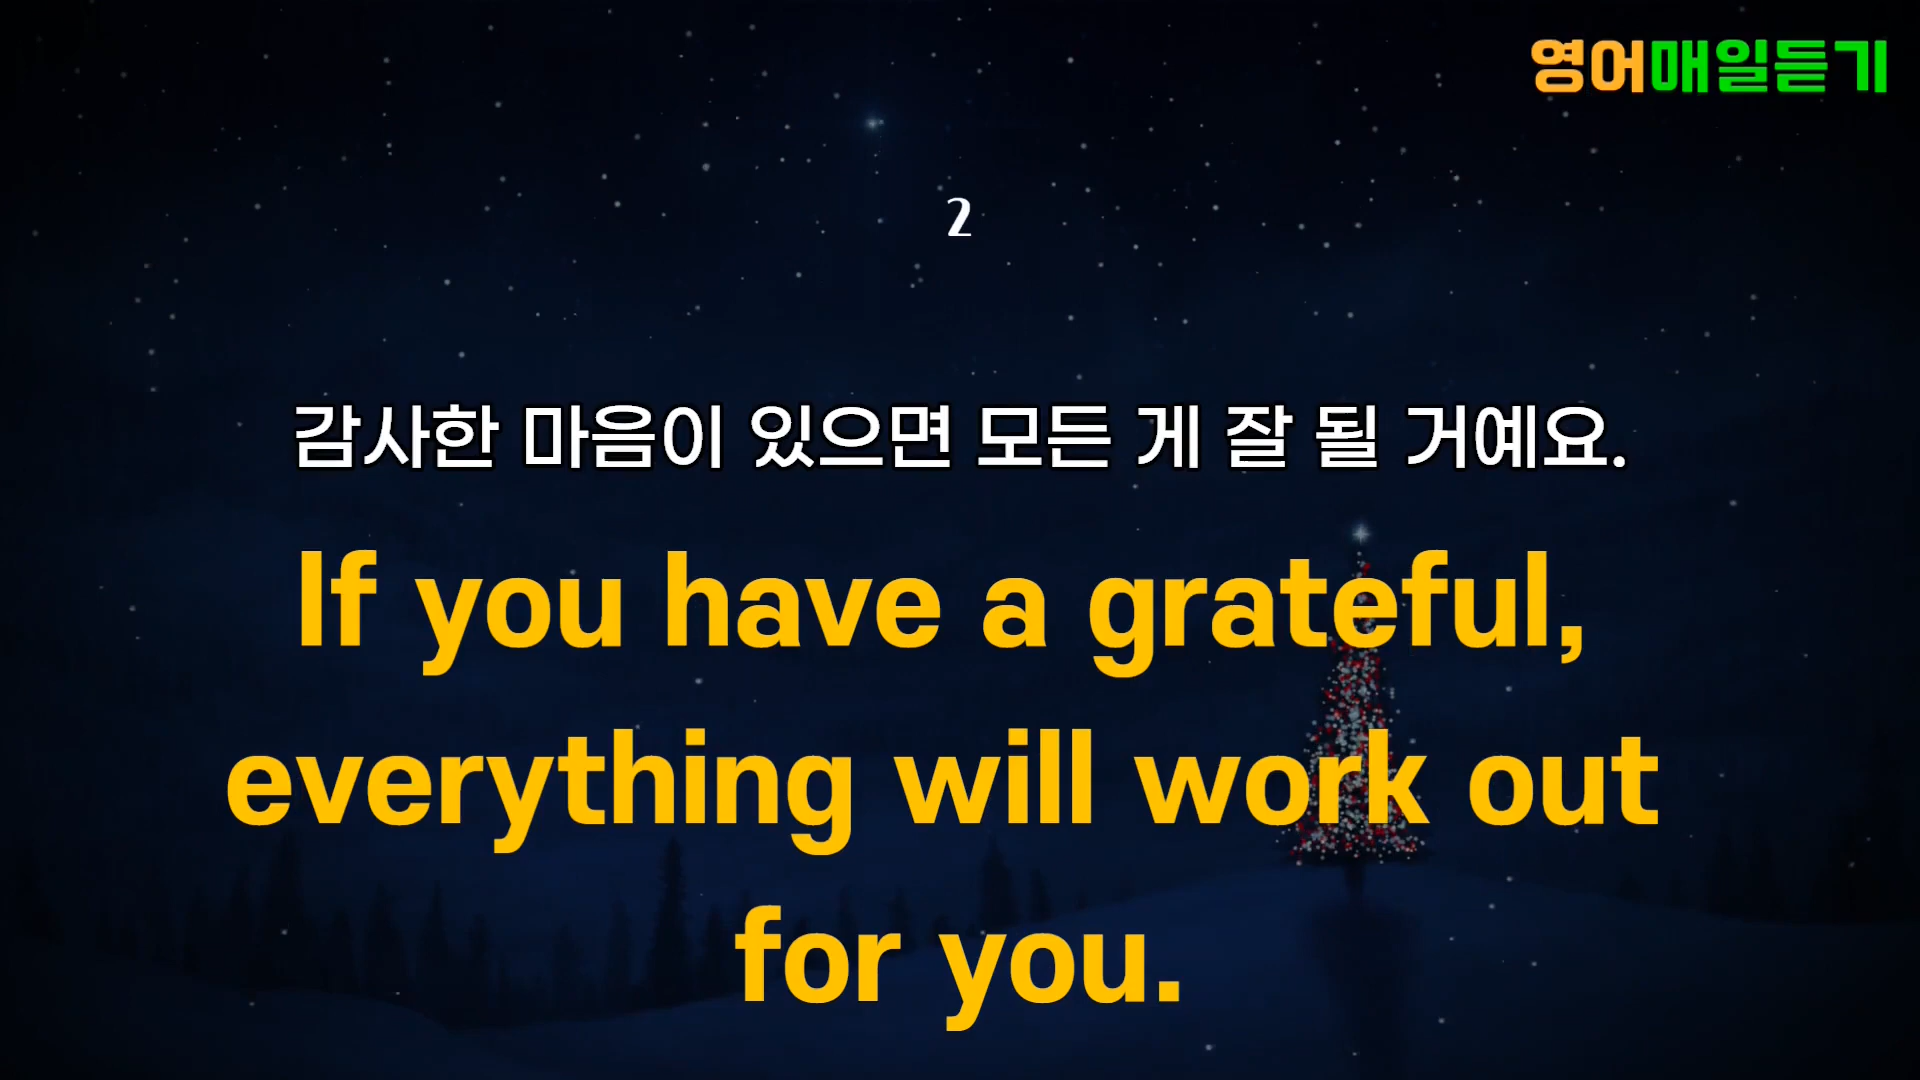 영어매일듣기
2
감사한 마음이 있으면 모든 게 잘 될 거예요.
If you have a grateful,
everything will work out
for you.